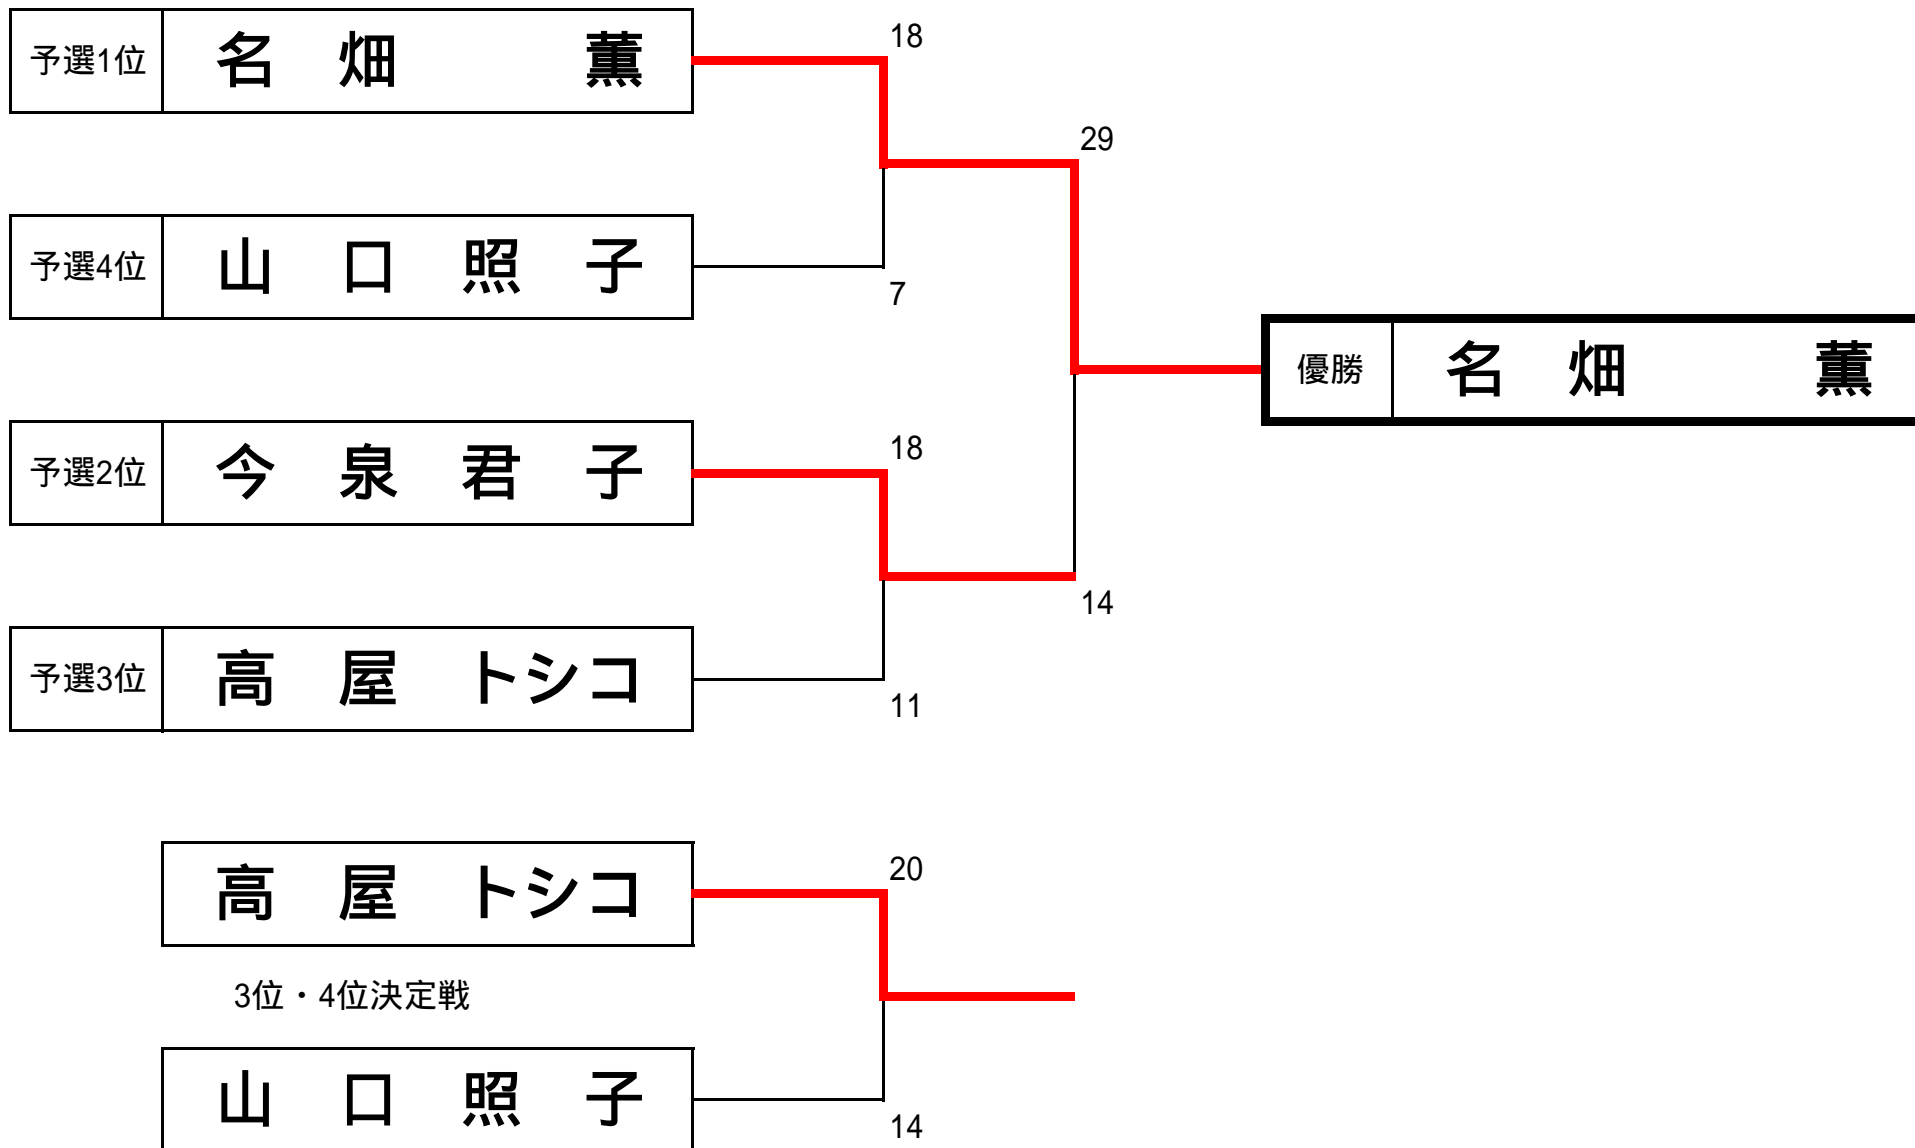 予選1位 名 畑 薫
18
29
予選4位 山 口 照 子
7
優勝 名 畑 薫
予選2位 今 泉 君 子
18
14
予選3位 高 屋 トシコ
11
高 屋 トシコ
20
3位・4位決定戦
山 口 照 子
14